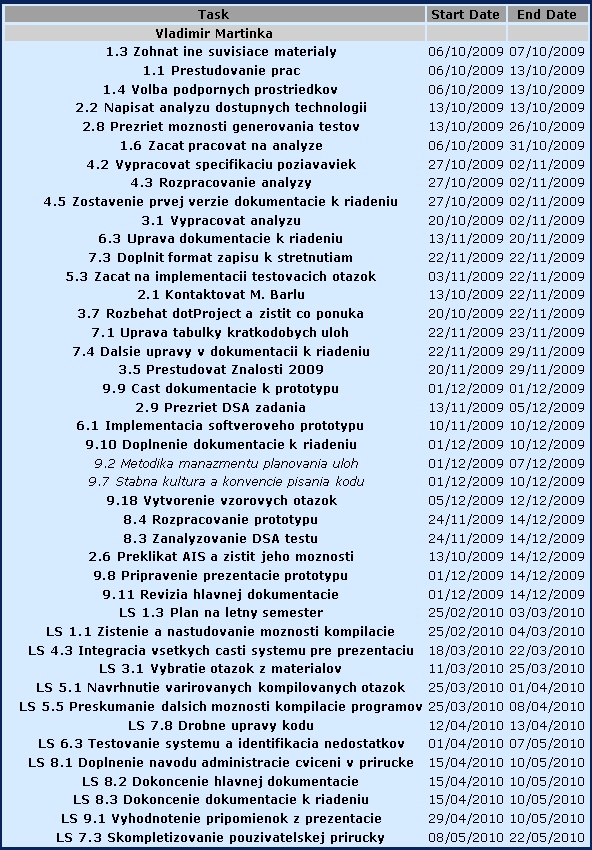 Task Start Date End Date
Vladimir Martinka
1.3 Zohnat ine suvisiace materialy 06/10/2009 07/10/2009
1.1 Prestudovanie prac 06/10/2009 13/10/2009
1.4 Volba podpornych prostriedkov 06/10/2009 13/10/2009
2.2 Napisat analyzu dostupnych technologii 13/10/2009 13/10/2009
2.8 Prezriet moznosti generovania testov 13/10/2009 26/10/2009
1.6 Zacat pracovat na analyze 06/10/2009 31/10/2009
4.2 Vypracovat specifikaciu poziavaviek 27/10/2009 02/11/2009
4.3 Rozpracovanie analyzy 27/10/2009 02/11/2009
4.5 Zostavenie prvej verzie dokumentacie k riadeniu 27/10/2009 02/11/2009
3.1 Vypracovat analyzu 20/10/2009 02/11/2009
6.3 Uprava dokumentacie k riadeniu 13/11/2009 20/11/2009
7.3 Doplnit format zapisu k stretnutiam 22/11/2009 22/11/2009
5.3 Zacat na implementacii testovacich otazok 03/11/2009 22/11/2009
2.1 Kontaktovat M. Barlu 13/10/2009 22/11/2009
3.7 Rozbehat dotProject a zistit co ponuka 20/10/2009 22/11/2009
7.1 Uprava tabulky kratkodobych uloh 22/11/2009 23/11/2009
7.4 Dalsie upravy v dokumentacii k riadeniu 22/11/2009 29/11/2009
3.5 Prestudovat Znalosti 2009 20/11/2009 29/11/2009
9.9 Cast dokumentacie k prototypu 01/12/2009 01/12/2009
2.9 Prezriet DSA zadania 13/11/2009 05/12/2009
6.1 Implementacia softveroveho prototypu 10/11/2009 10/12/2009
9.10 Doplnenie dokumentacie k riadeniu 01/12/2009 10/12/2009
9.2 Metodika manazmentu planovania uloh 01/12/2009 07/12/2009
9.7 Stabna kultura a konvencie pisania kodu 01/12/2009 10/12/2009
9.18 Vytvorenie vzorovych otazok 05/12/2009 12/12/2009
8.4 Rozpracovanie prototypu 24/11/2009 14/12/2009
8.3 Zanalyzovanie DSA testu 24/11/2009 14/12/2009
2.6 Preklikat AIS a zistit jeho moznosti 13/10/2009 14/12/2009
9.8 Pripravenie prezentacie prototypu 01/12/2009 14/12/2009
9.11 Revizia hlavnej dokumentacie 01/12/2009 14/12/2009
LS 1.3 Plan na letny semester 25/02/2010 03/03/2010
LS 1.1 Zistenie a nastudovanie moznosti kompilacie 25/02/2010 04/03/2010
LS 4.3 Integracia vsetkych casti systemu pre prezentaciu 18/03/2010 22/03/2010
LS 3.1 Vybratie otazok z materialov 11/03/2010 25/03/2010
LS 5.1 Navrhnutie varirovanych kompilovanych otazok 25/03/2010 01/04/2010
LS 5.5 Preskumanie dalsich moznosti kompilacie programov 25/03/2010 08/04/2010
LS 7.8 Drobne upravy kodu 12/04/2010 13/04/2010
LS 6.3 Testovanie systemu a identifikacia nedostatkov 01/04/2010 07/05/2010
LS 8.1 Doplnenie navodu administracie cviceni v prirucke 15/04/2010 10/05/2010
LS 8.2 Dokoncenie hlavnej dokumentacie 15/04/2010 10/05/2010
LS 8.3 Dokoncenie dokumentacie k riadeniu 15/04/2010 10/05/2010
LS 9.1 Vyhodnotenie pripomienok z prezentacie 29/04/2010 10/05/2010
LS 7.3 Skompletizovanie pouzivatelskej prirucky 08/05/2010 22/05/2010